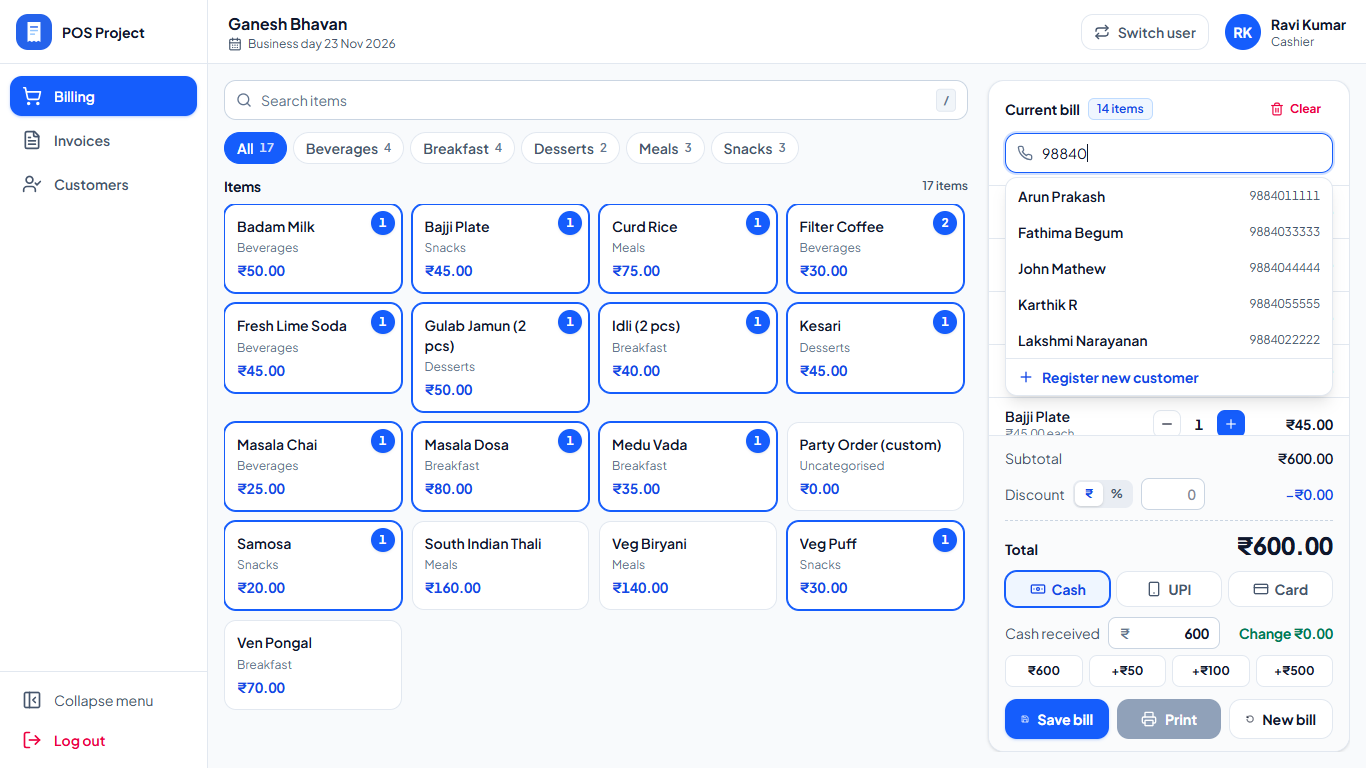 POS Project
Ganesh Bhavan
Business day 23 Nov 2026
Switch user
RK
Ravi Kumar
Cashier
Billing
Invoices
Customers
Collapse menu
Log out
Search items /
All 17
Beverages 4
Breakfast 4
Desserts 2
Meals 3
Snacks 3
Items
17 items
Badam Milk 1
Beverages
₹50.00
Bajji Plate 1
Snacks
₹45.00
Curd Rice 1
Meals
₹75.00
Filter Coffee 2
Beverages
₹30.00
Fresh Lime Soda 1
Beverages
₹45.00
Gulab Jamun (2 1
pcs)
Desserts
₹50.00
Idli (2 pcs) 1
Breakfast
₹40.00
Kesari 1
Desserts
₹45.00
Masala Chai 1
Beverages
₹25.00
Masala Dosa 1
Breakfast
₹80.00
Medu Vada 1
Breakfast
₹35.00
Party Order (custom)
Uncategorised
₹0.00
Samosa 1
Snacks
₹20.00
South Indian Thali
Meals
₹160.00
Veg Biryani
Meals
₹140.00
Veg Puff 1
Snacks
₹30.00
Ven Pongal
Breakfast
₹70.00
Current bill 14 items Clear
98840
Arun Prakash 9884011111
Fathima Begum 9884033333
John Mathew 9884044444
Karthik R 9884055555
Lakshmi Narayanan 9884022222
+ Register new customer
Bajji Plate − 1 + ₹45.00
₹45.00 each
Subtotal ₹600.00
Discount ₹ % 0 −₹0.00
Total ₹600.00
Cash UPI Card
Cash received ₹ 600 Change ₹0.00
₹600 +₹50 +₹100 +₹500
Save bill Print New bill